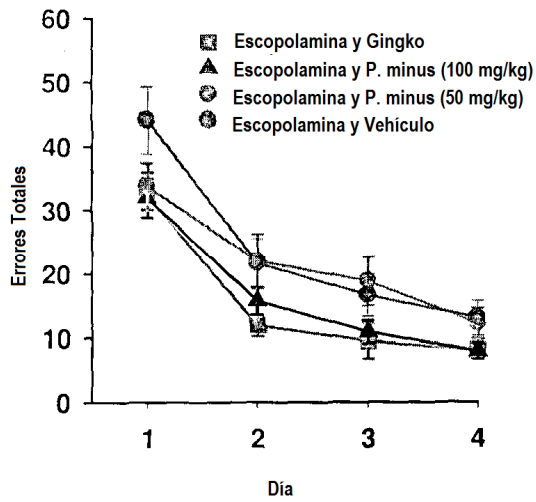 60
50
40
30
20
10
0
Errores Totales
Escopolamina y Gingko
Escopolamina y P. minus (100 mg/kg)
Escopolamina y P. minus (50 mg/kg)
Escopolamina y Vehículo
1 2 3 4
Día